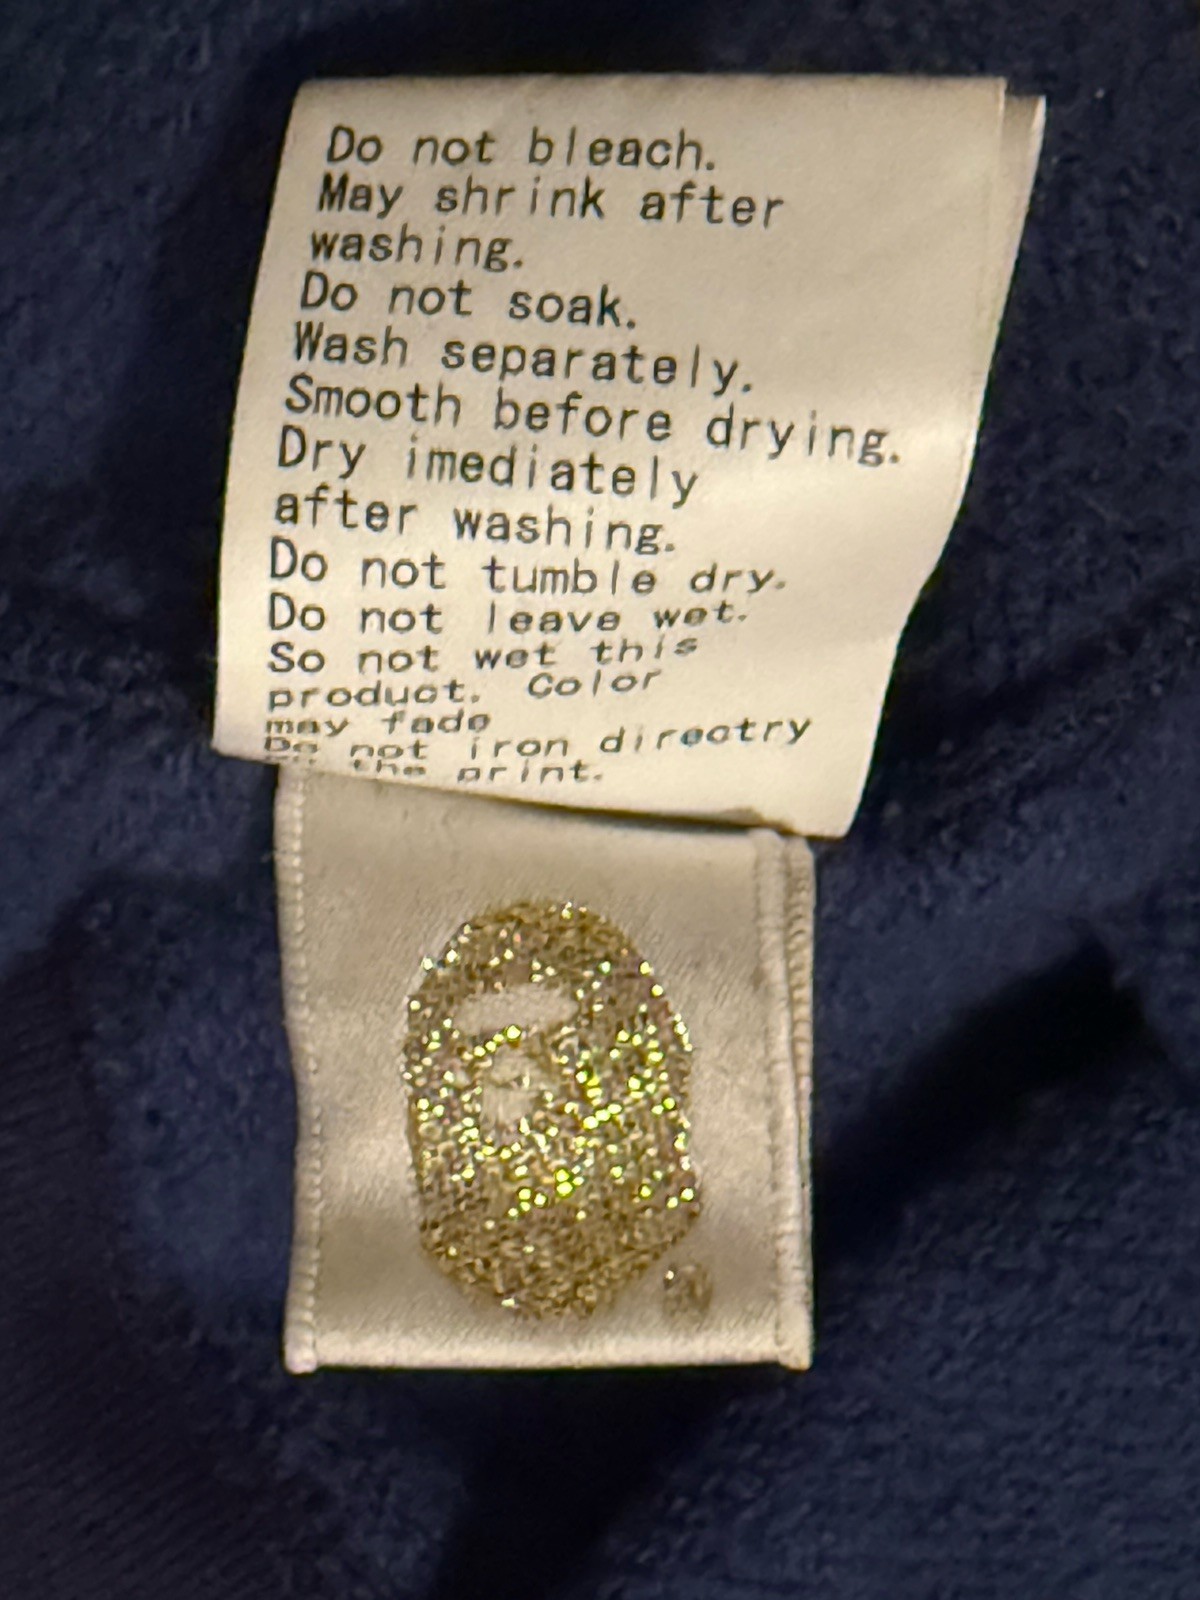 Do not bleach.
May shrink after
washing.
Do not soak.
Wash separately.
Smooth before drying.
Dry imediately
after washing.
Do not tumble dry.
Do not leave wet.
So not wet this
product. Color
may fade
Do not iron directry
the print.